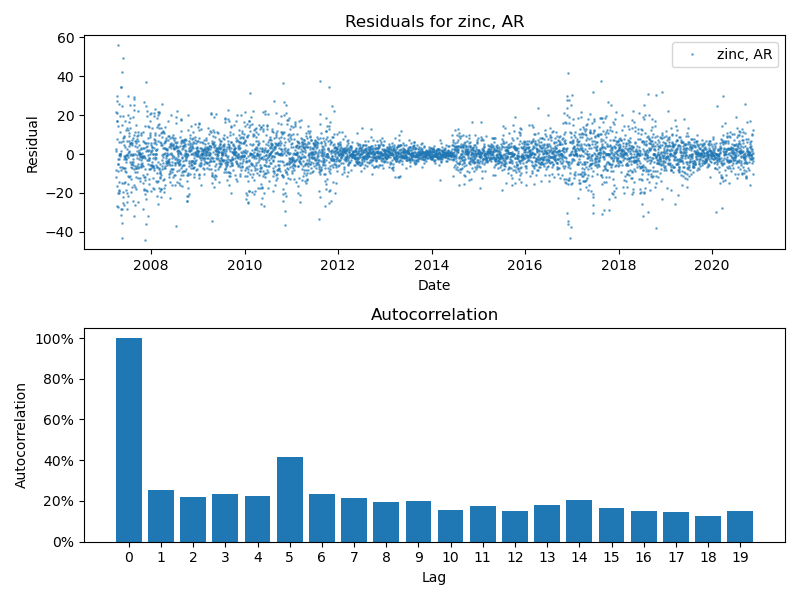 Residuals for zinc, AR
60
40
20
0
−20
−40
Residual
zinc, AR
2008 2010 2012 2014 2016 2018 2020
Date
Autocorrelation
100%
80%
60%
40%
20%
0%
Autocorrelation
0 1 2 3 4 5 6 7 8 9 10 11 12 13 14 15 16 17 18 19
Lag